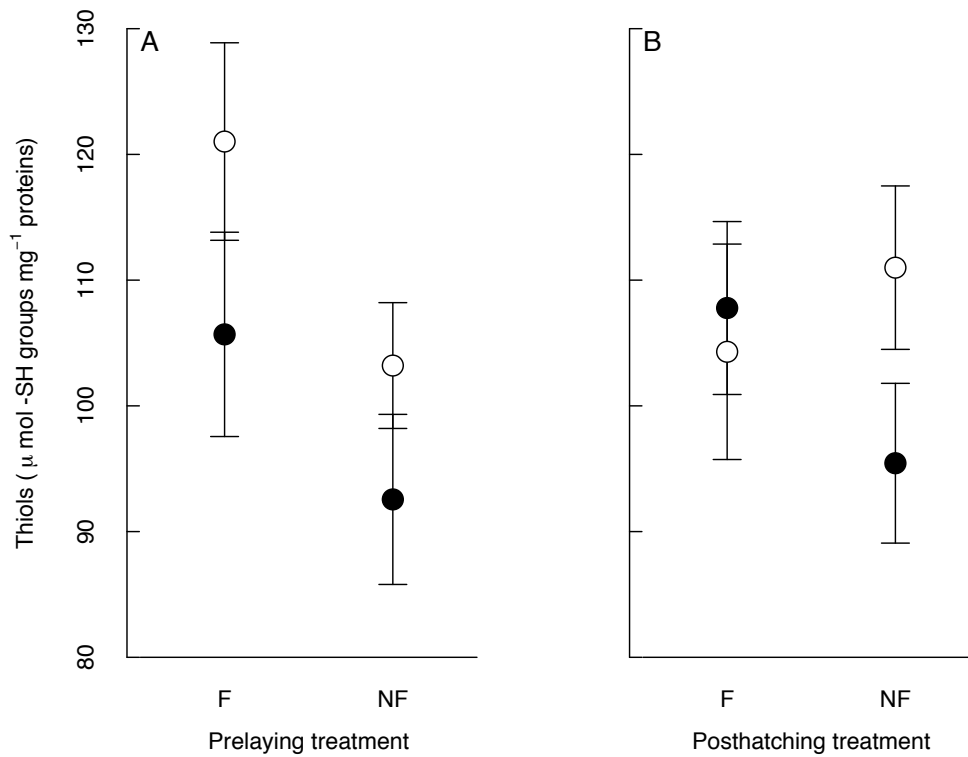 Thiols ( μ mol -SH groups mg⁻¹ proteins)
130
120
110
100
90
80
A
F NF
Prelaying treatment
B
F NF
Posthatching treatment